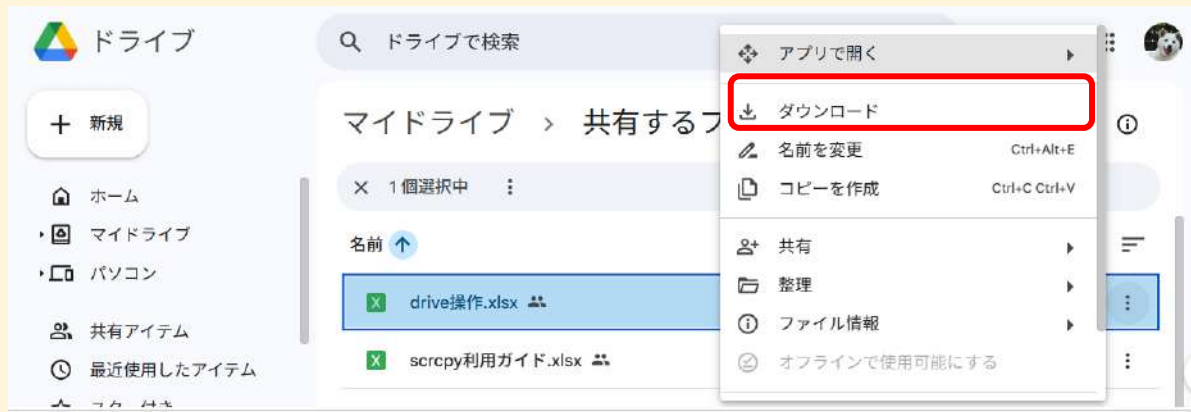 ドライブ
ドライブで検索
新規
ホーム
マイドライブ
パソコン
共有アイテム
最近使用したアイテム
マイドライブ > 共有するフ
1個選択中
名前
drive操作.xlsx
scrcpy利用ガイド.xlsx
アプリで開く
ダウンロード
名前を変更 Ctrl+Alt+E
コピーを作成 Ctrl+C Ctrl+V
共有
整理
ファイル情報
オフラインで使用可能にする